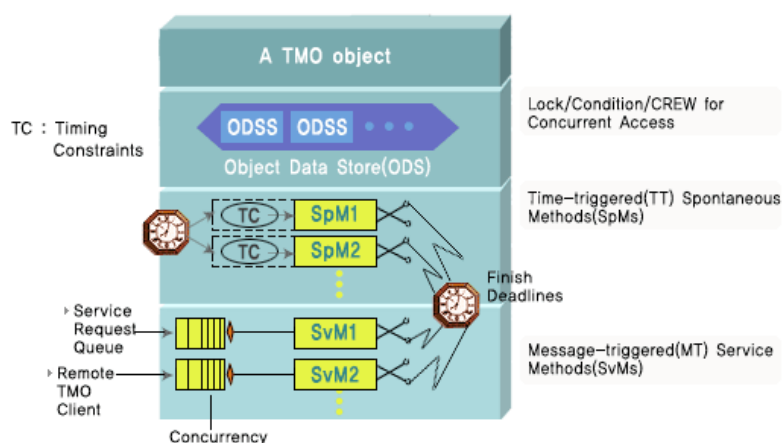 A TMO object
TC : Timing
Constraints
ODSS ODSS
Object Data Store(ODS)
Lock/Condition/CREW for
Concurrent Access
TC
SpM1
TC
SpM2
Time-triggered(TT) Spontaneous
Methods(SpMs)
Finish
Deadlines
Service
Request
Queue
SvM1
Remote
TMO
Client
SvM2
Message-triggered(MT) Service
Methods(SvMs)
Concurrency